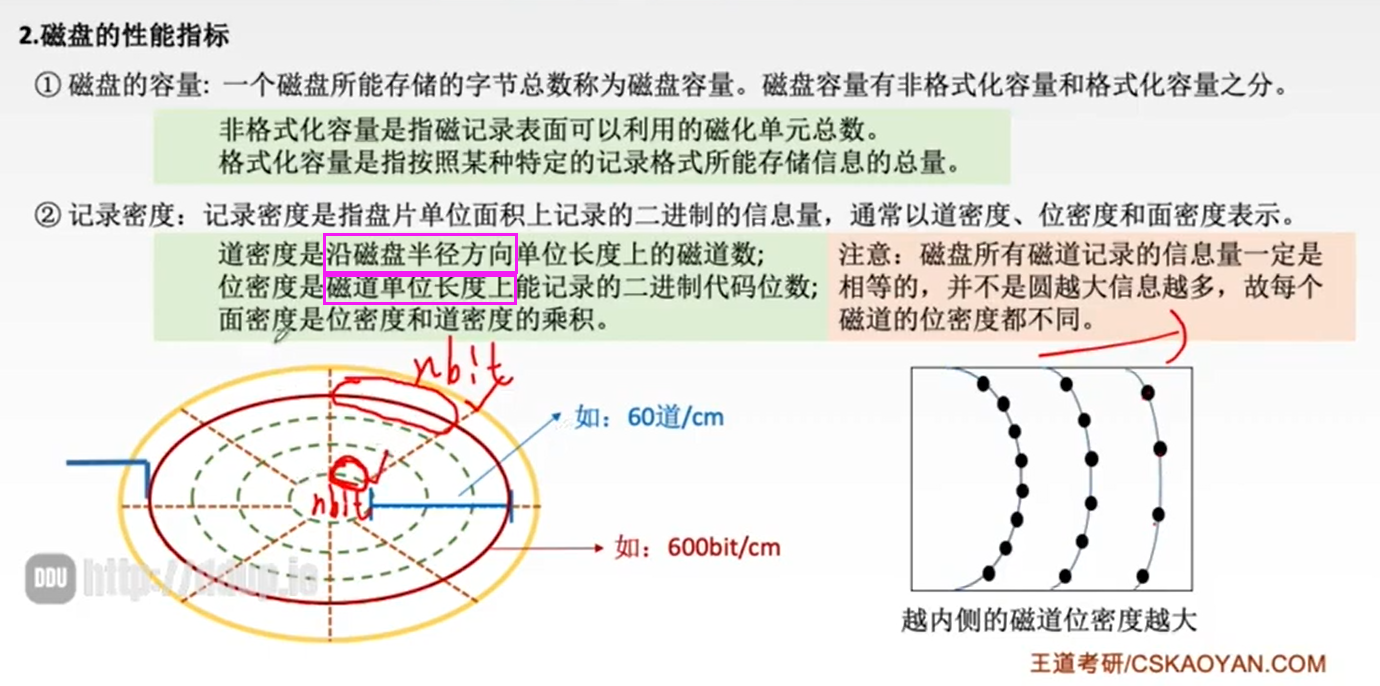 2.磁盘的性能指标
① 磁盘的容量: 一个磁盘所能存储的字节总数称为磁盘容量。磁盘容量有非格式化容量和格式化容量之分。
非格式化容量是指磁记录表面可以利用的磁化单元总数。
格式化容量是指按照某种特定的记录格式所能存储信息的总量。
② 记录密度：记录密度是指盘片单位面积上记录的二进制的信息量，通常以道密度、位密度和面密度表示。
道密度是沿磁盘半径方向单位长度上的磁道数;
位密度是磁道单位长度上能记录的二进制代码位数;
面密度是位密度和道密度的乘积。
注意：磁盘所有磁道记录的信息量一定是
相等的，并不是圆越大信息越多，故每个
磁道的位密度都不同。
nbit
如：60道/cm
nbit
如：600bit/cm
DDU
越内侧的磁道位密度越大
王道考研/CSKAOYAN.COM